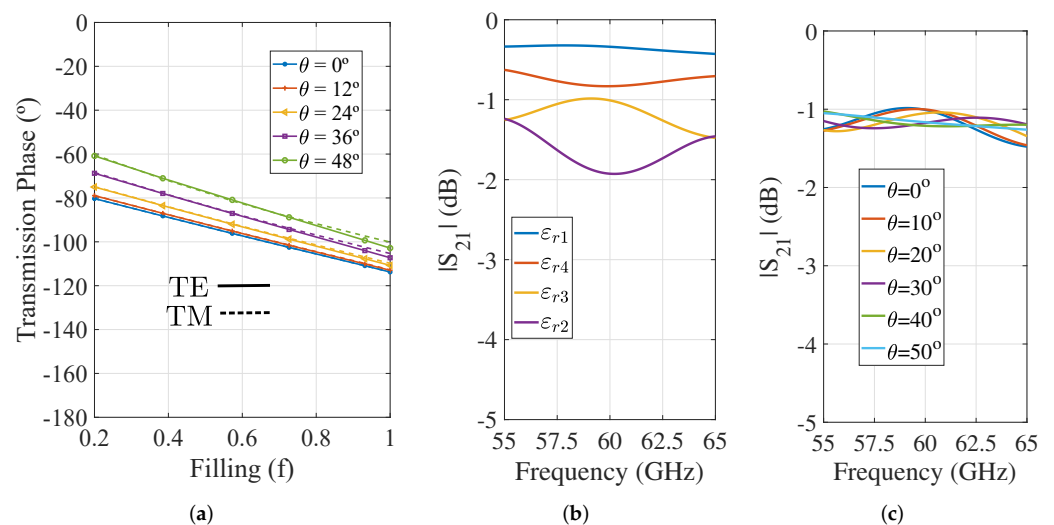 0
-20
-40
-60
-80
-100
-120
-140
-160
-180
0.2
0.4
0.6
0.8
1
Transmission Phase (º)
Filling (f)
θ = 0º
θ = 12º
θ = 24º
θ = 36º
θ = 48º
TE
TM
(a)
0
-1
-2
-3
-4
-5
55
57.5
60
62.5
65
|S21| (dB)
Frequency (GHz)
εr1
εr4
εr3
εr2
(b)
0
-1
-2
-3
-4
-5
55
57.5
60
62.5
65
|S21| (dB)
Frequency (GHz)
θ=0º
θ=10º
θ=20º
θ=30º
θ=40º
θ=50º
(c)